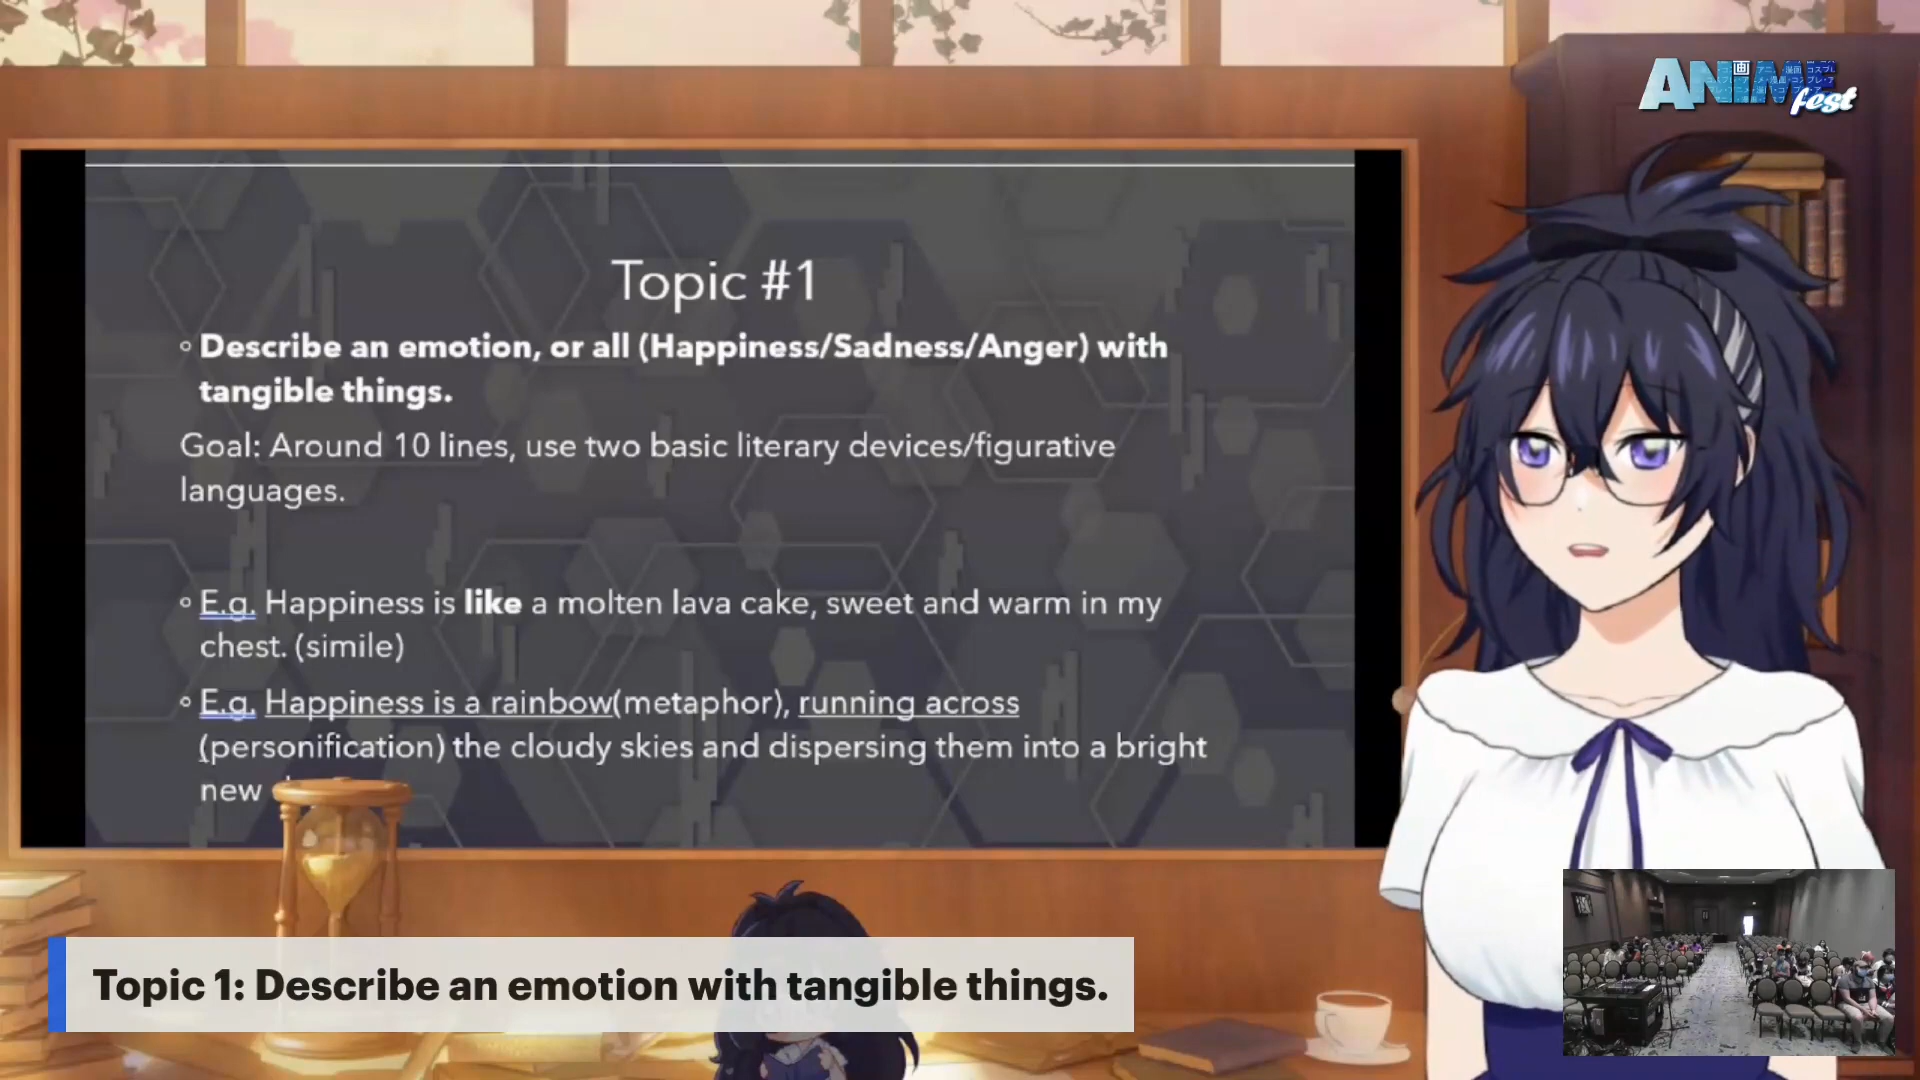 ANIME
fest
Topic #1
Describe an emotion, or all (Happiness/Sadness/Anger) with
tangible things.
Goal: Around 10 lines, use two basic literary devices/figurative
languages.
E.g. Happiness is like a molten lava cake, sweet and warm in my
chest. (simile)
E.g. Happiness is a rainbow(metaphor), running across
(personification) the cloudy skies and dispersing them into a bright
new
Topic 1: Describe an emotion with tangible things.